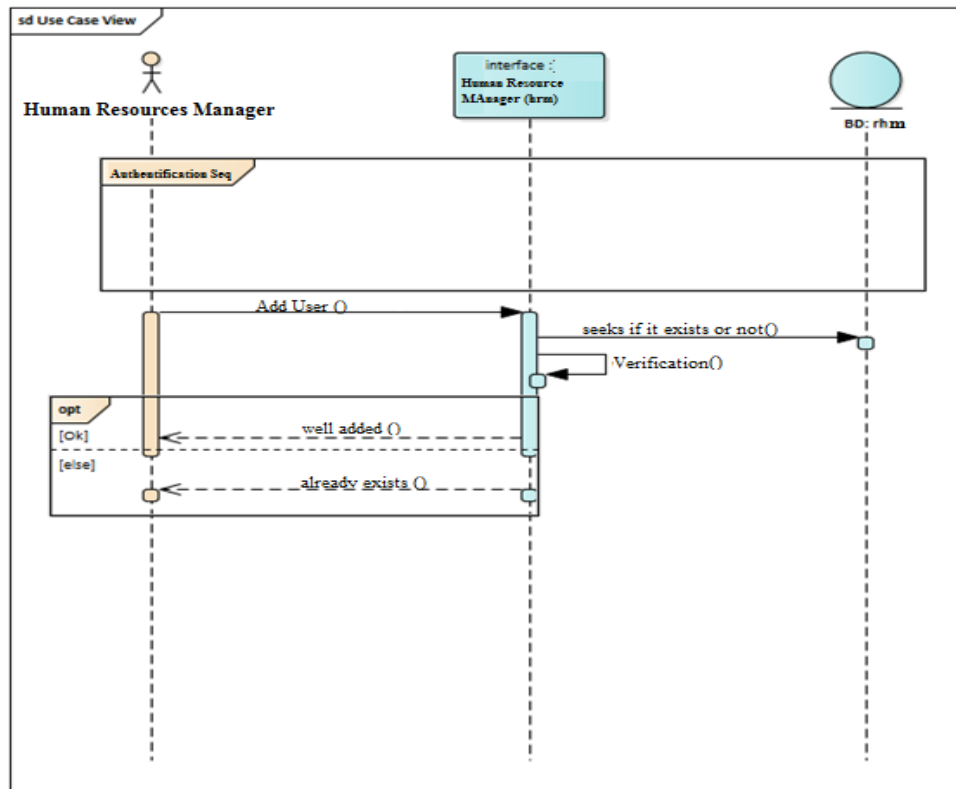 sd Use Case View
Human Resources Manager
interface :
Human Resource
MAnager (hrm)
BD: rhm
Authentification Seq
Add User ()
seeks if it exists or not()
Verification()
opt
[Ok]
well added ()
[else]
already exists ()